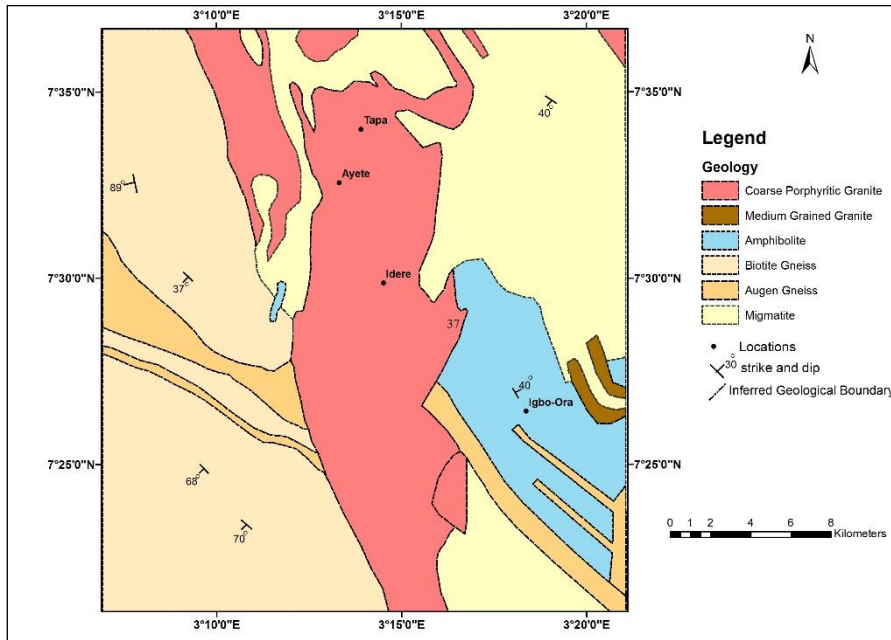 3°10'0"E
3°15'0"E
3°20'0"E
N
7°35'0"N
7°35'0"N
40°
Tapa
Ayete
89°
Legend
Geology
Coarse Porphyritic Granite
Medium Grained Granite
Amphibolite
Biotite Gneiss
Augen Gneiss
Migmatite
Locations
30° strike and dip
Inferred Geological Boundary
7°30'0"N
7°30'0"N
Idere
37°
37
40°
Igbo-Ora
7°25'0"N
7°25'0"N
68°
70°
0 1 2 4 6 8
Kilometers
3°10'0"E
3°15'0"E
3°20'0"E